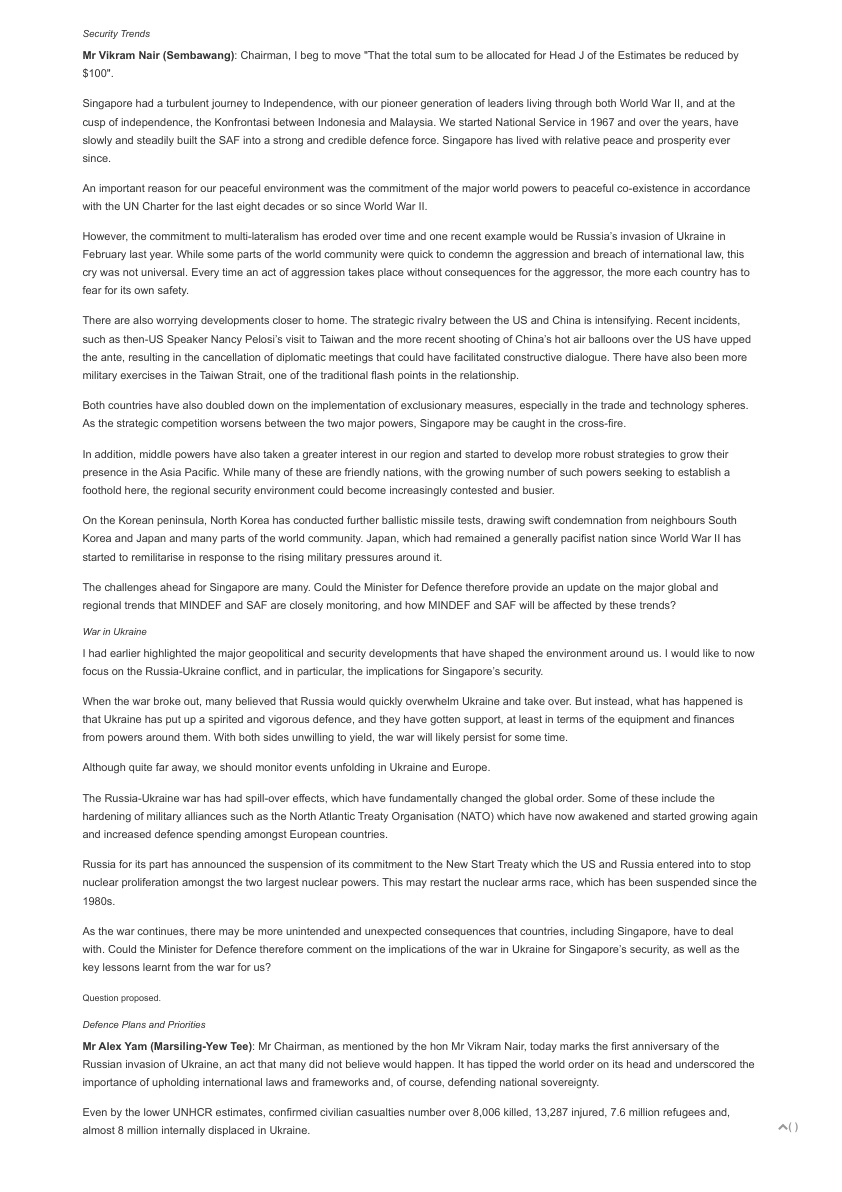 Security Trends
Mr Vikram Nair (Sembawang): Chairman, I beg to move "That the total sum to be allocated for Head J of the Estimates be reduced by
$100".
Singapore had a turbulent journey to Independence, with our pioneer generation of leaders living through both World War II, and at the
cusp of independence, the Konfrontasi between Indonesia and Malaysia. We started National Service in 1967 and over the years, have
slowly and steadily built the SAF into a strong and credible defence force. Singapore has lived with relative peace and prosperity ever
since.
An important reason for our peaceful environment was the commitment of the major world powers to peaceful co-existence in accordance
with the UN Charter for the last eight decades or so since World War II.
However, the commitment to multi-lateralism has eroded over time and one recent example would be Russia's invasion of Ukraine in
February last year. While some parts of the world community were quick to condemn the aggression and breach of international law, this
cry was not universal. Every time an act of aggression takes place without consequences for the aggressor, the more each country has to
fear for its own safety.
There are also worrying developments closer to home. The strategic rivalry between the US and China is intensifying. Recent incidents,
such as then-US Speaker Nancy Pelosi's visit to Taiwan and the more recent shooting of China's hot air balloons over the US have upped
the ante, resulting in the cancellation of diplomatic meetings that could have facilitated constructive dialogue. There have also been more
military exercises in the Taiwan Strait, one of the traditional flash points in the relationship.
Both countries have also doubled down on the implementation of exclusionary measures, especially in the trade and technology spheres.
As the strategic competition worsens between the two major powers, Singapore may be caught in the cross-fire.
In addition, middle powers have also taken a greater interest in our region and started to develop more robust strategies to grow their
presence in the Asia Pacific. While many of these are friendly nations, with the growing number of such powers seeking to establish a
foothold here, the regional security environment could become increasingly contested and busier.
On the Korean peninsula, North Korea has conducted further ballistic missile tests, drawing swift condemnation from neighbours South
Korea and Japan and many parts of the world community. Japan, which had remained a generally pacifist nation since World War II has
started to remilitarise in response to the rising military pressures around it.
The challenges ahead for Singapore are many. Could the Minister for Defence therefore provide an update on the major global and
regional trends that MINDEF and SAF are closely monitoring, and how MINDEF and SAF will be affected by these trends?
War in Ukraine
I had earlier highlighted the major geopolitical and security developments that have shaped the environment around us. I would like to now
focus on the Russia-Ukraine conflict, and in particular, the implications for Singapore's security.
When the war broke out, many believed that Russia would quickly overwhelm Ukraine and take over. But instead, what has happened is
that Ukraine has put up a spirited and vigorous defence, and they have gotten support, at least in terms of the equipment and finances
from powers around them. With both sides unwilling to yield, the war will likely persist for some time.
Although quite far away, we should monitor events unfolding in Ukraine and Europe.
The Russia-Ukraine war has had spill-over effects, which have fundamentally changed the global order. Some of these include the
hardening of military alliances such as the North Atlantic Treaty Organisation (NATO) which have now awakened and started growing again
and increased defence spending amongst European countries.
Russia for its part has announced the suspension of its commitment to the New Start Treaty which the US and Russia entered into to stop
nuclear proliferation amongst the two largest nuclear powers. This may restart the nuclear arms race, which has been suspended since the
1980s.
As the war continues, there may be more unintended and unexpected consequences that countries, including Singapore, have to deal
with. Could the Minister for Defence therefore comment on the implications of the war in Ukraine for Singapore's security, as well as the
key lessons learnt from the war for us?
Question proposed.
Defence Plans and Priorities
Mr Alex Yam (Marsiling-Yew Tee): Mr Chairman, as mentioned by the hon Mr Vikram Nair, today marks the first anniversary of the
Russian invasion of Ukraine, an act that many did not believe would happen. It has tipped the world order on its head and underscored the
importance of upholding international laws and frameworks and, of course, defending national sovereignty.
Even by the lower UNHCR estimates, confirmed civilian casualties number over 8,006 killed, 13,287 injured, 7.6 million refugees and,
almost 8 million internally displaced in Ukraine.
( )